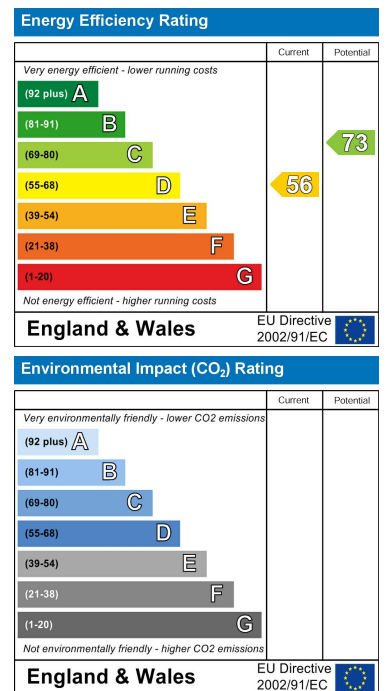 Energy Efficiency Rating
Current Potential
Very energy efficient - lower running costs
(92 plus) A
(81-91) B
(69-80) C
73
(55-68) D
56
(39-54) E
(21-38) F
(1-20) G
Not energy efficient - higher running costs
England & Wales
EU Directive
2002/91/EC
Environmental Impact (CO₂) Rating
Current Potential
Very environmentally friendly - lower CO2 emissions
(92 plus) A
(81-91) B
(69-80) C
(55-68) D
(39-54) E
(21-38) F
(1-20) G
Not environmentally friendly - higher CO2 emissions
England & Wales
EU Directive
2002/91/EC